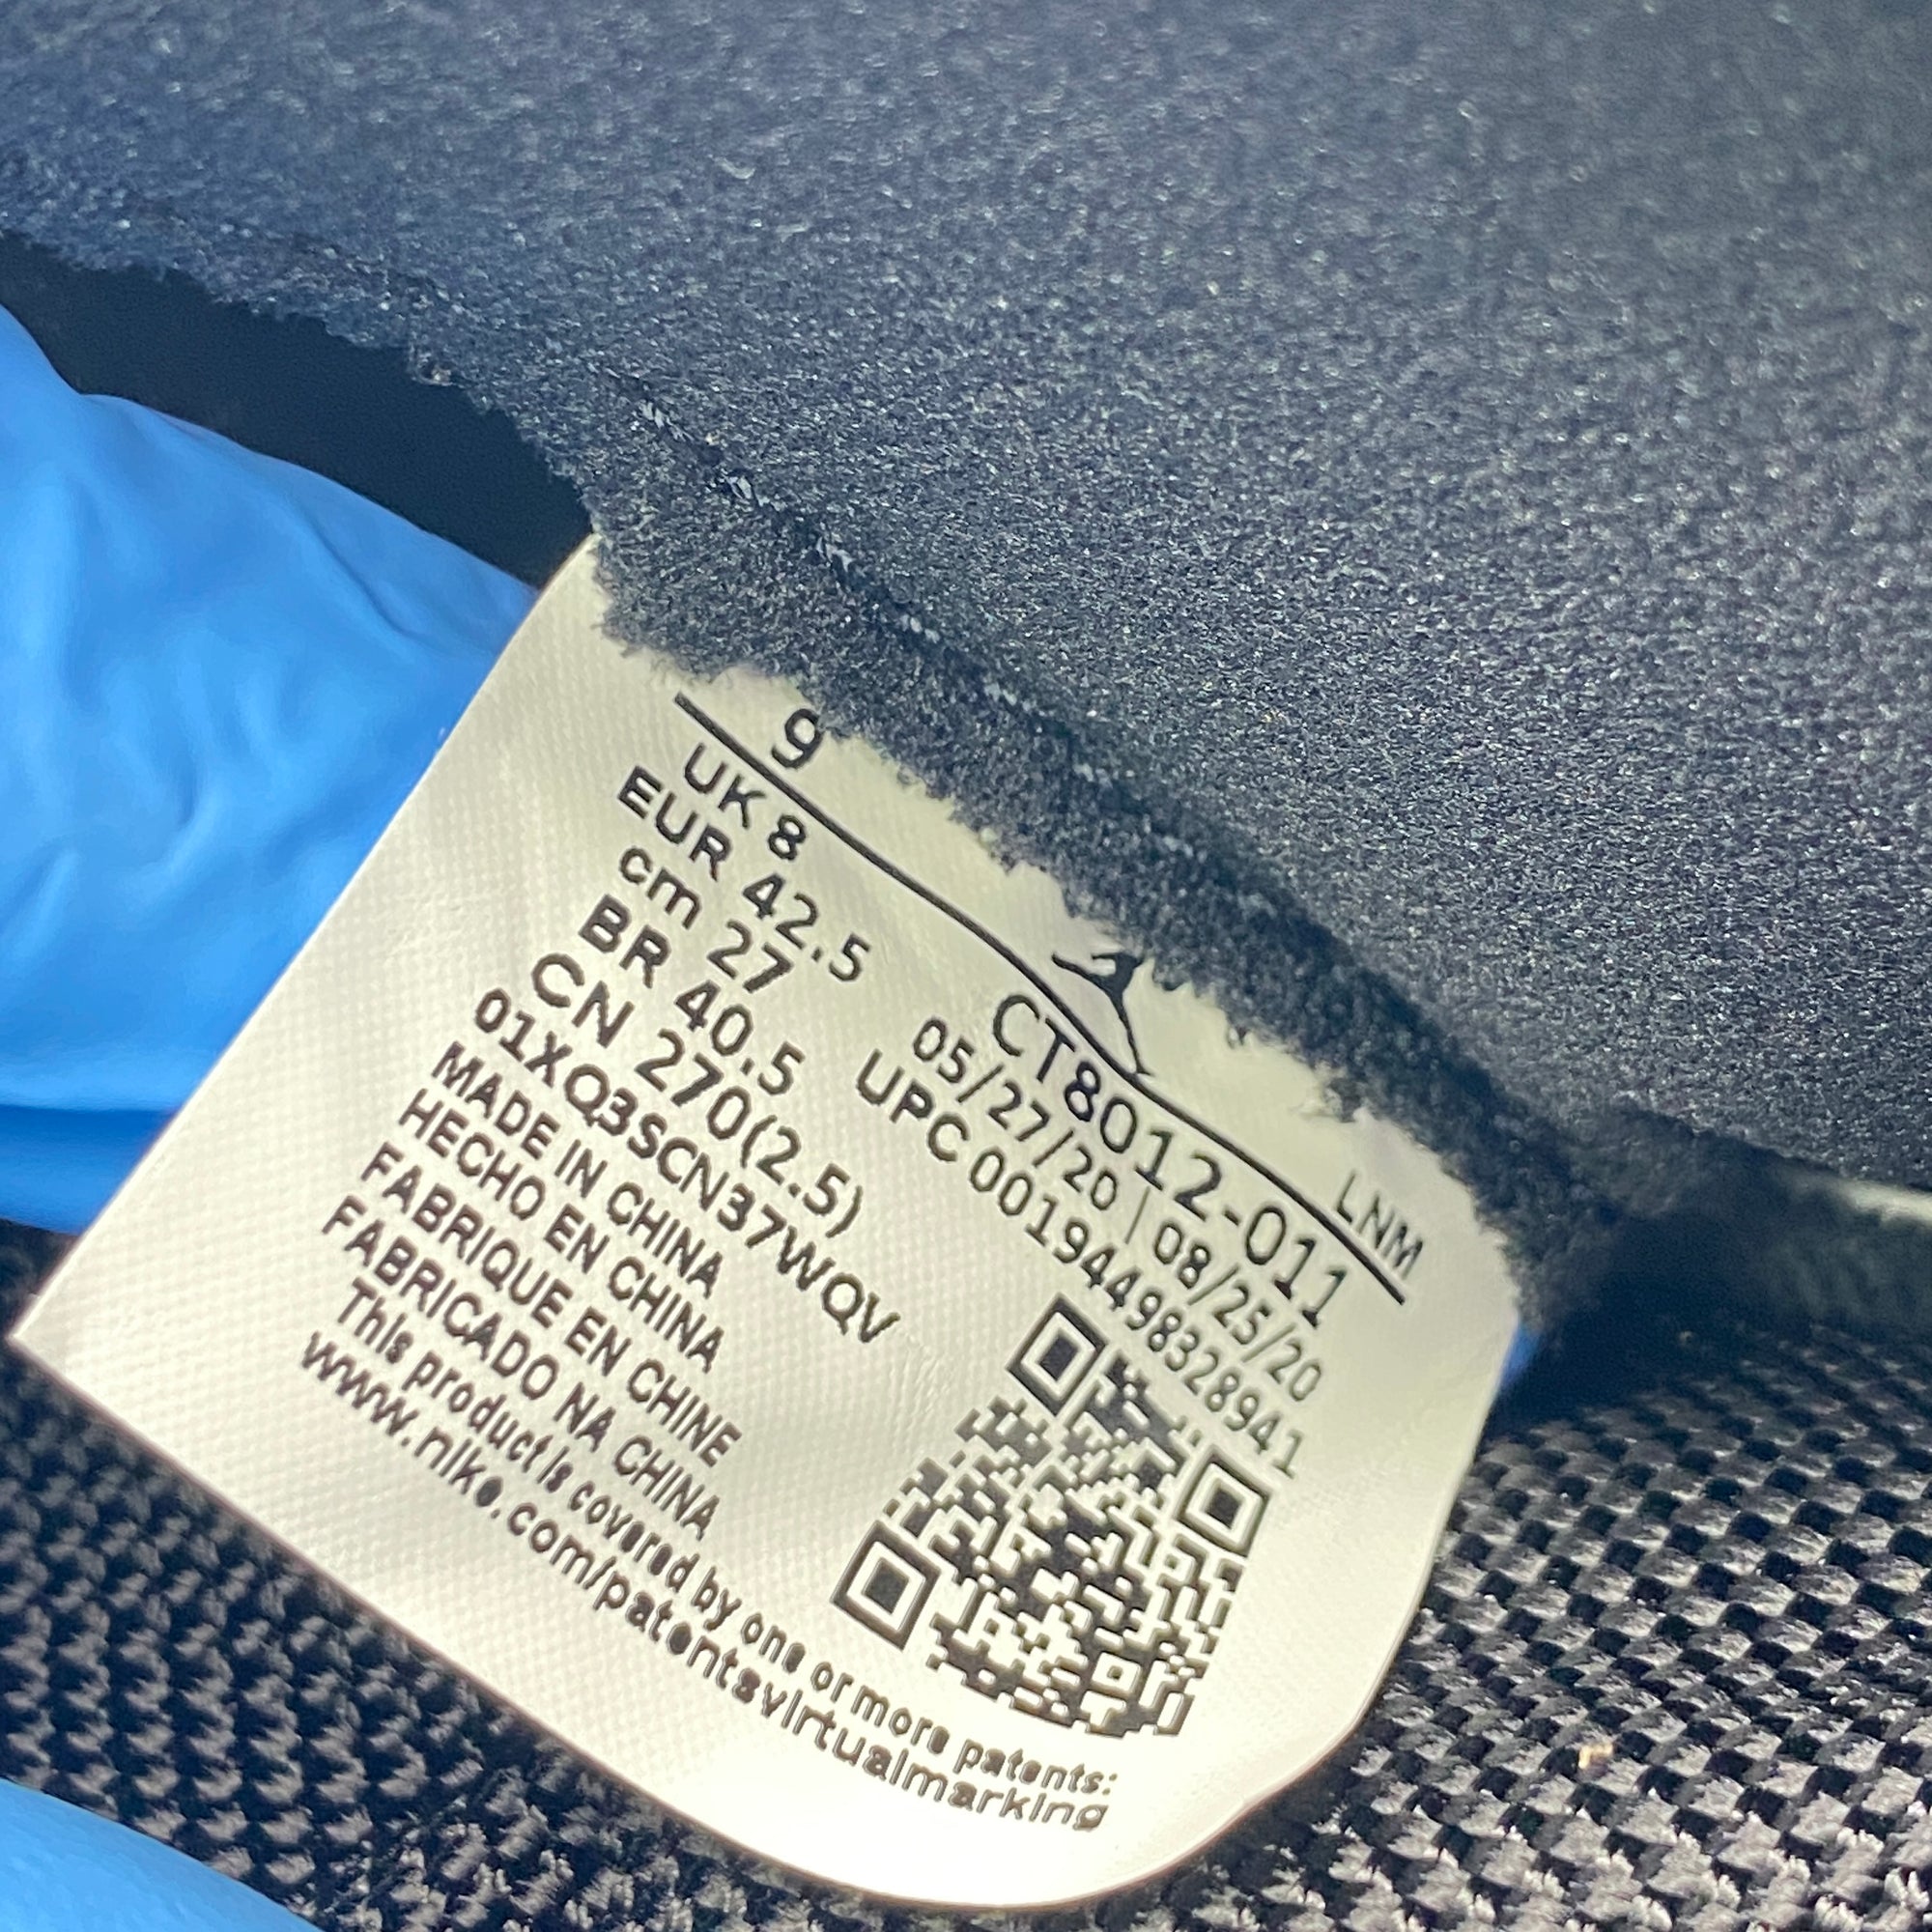 9
LNM
UK 8
EUR 42.5
cm 27
BR 40.5
CN 270(2.5)
01XQ3SCN37WQV
CT8012-011
05/27/20 | 08/25/20
UPC 00194498328941
MADE IN CHINA
HECHO EN CHINA
FABRIQUE EN CHINE
FABRICADO NA CHINA
This product is covered by one or more patents:
www.nike.com/patentsvirtualmarking